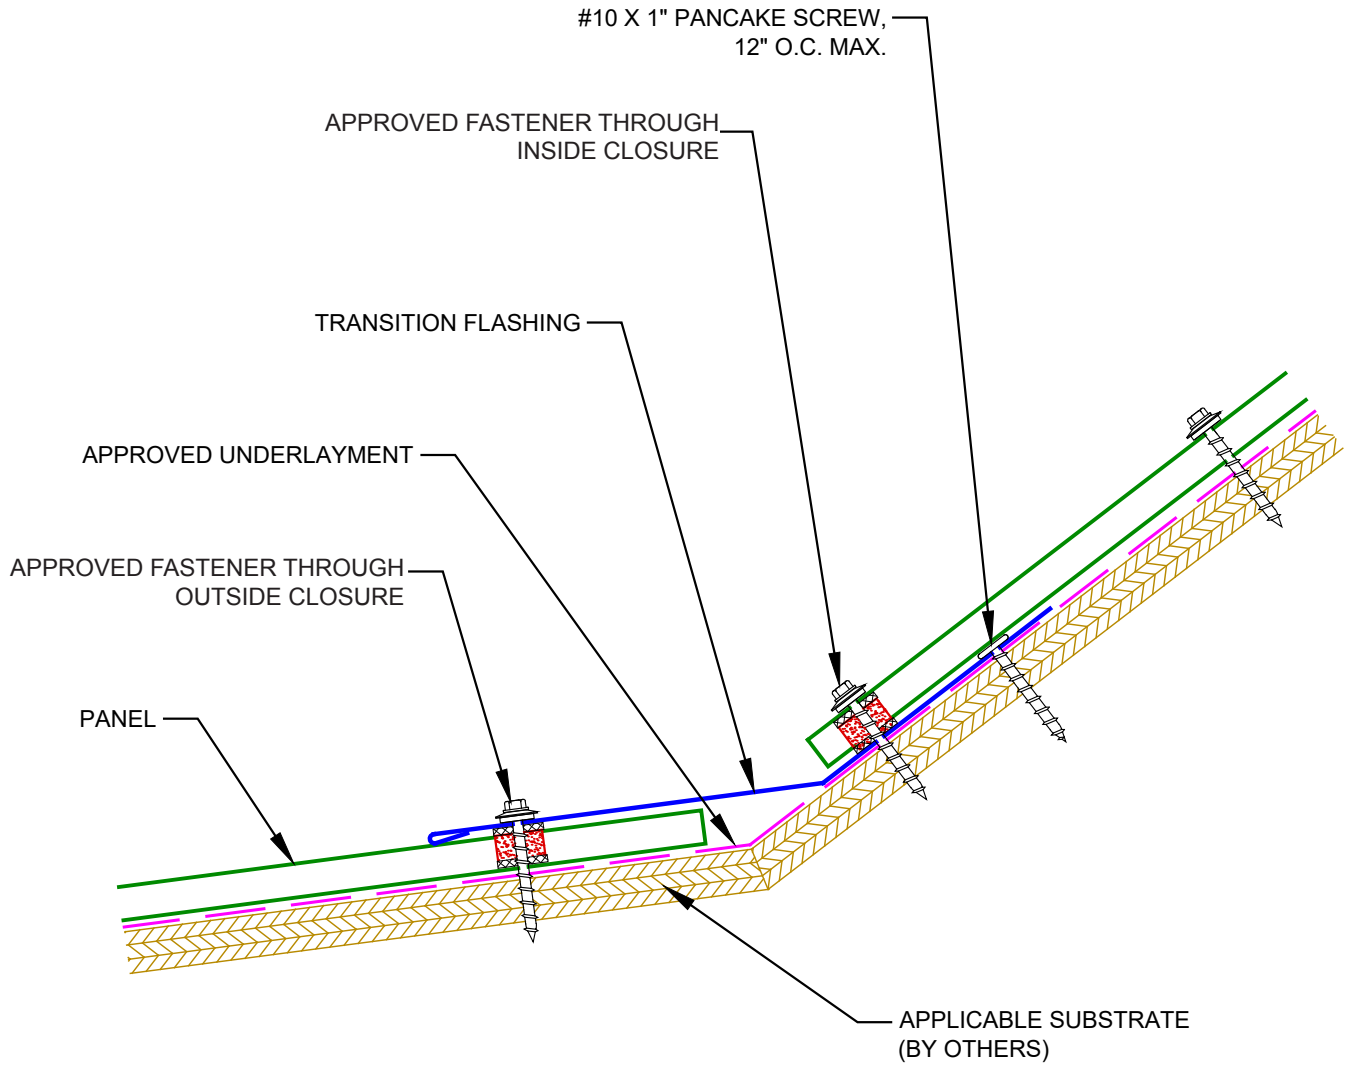 #10 X 1" PANCAKE SCREW,
12" O.C. MAX.
APPROVED FASTENER THROUGH
INSIDE CLOSURE
TRANSITION FLASHING
APPROVED UNDERLAYMENT
APPROVED FASTENER THROUGH
OUTSIDE CLOSURE
PANEL
APPLICABLE SUBSTRATE
(BY OTHERS)